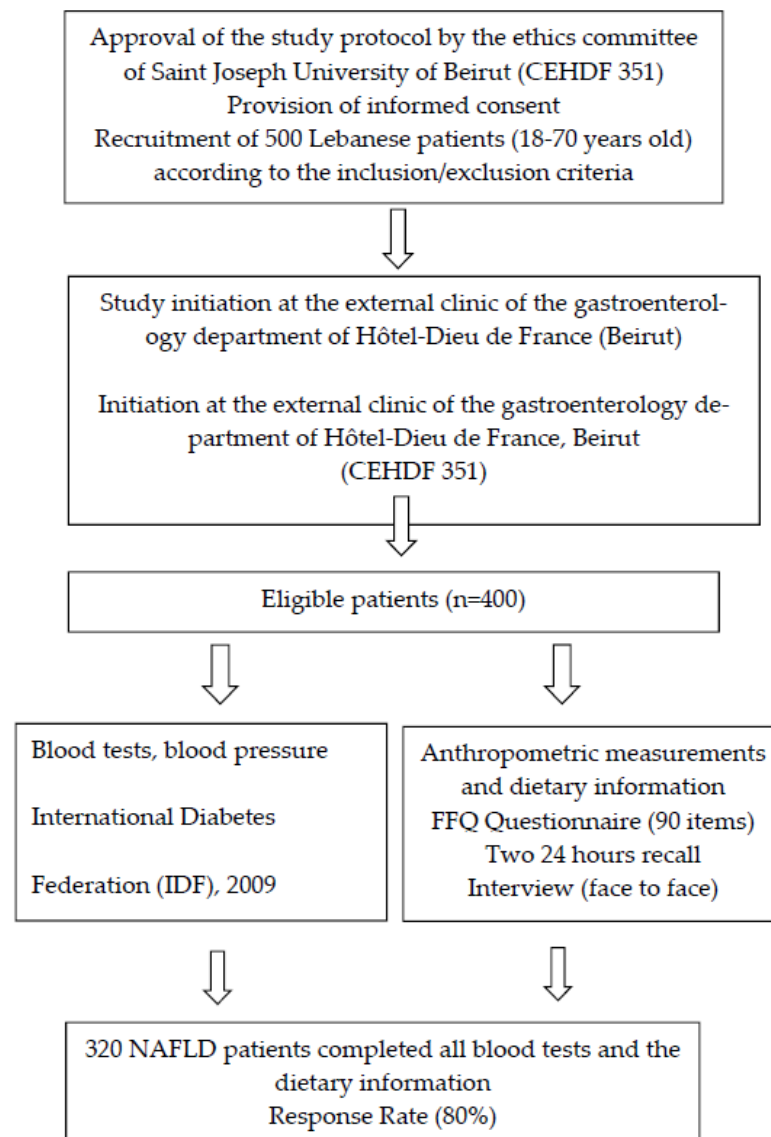 Approval of the study protocol by the ethics committee
of Saint Joseph University of Beirut (CEHDF 351)
Provision of informed consent
Recruitment of 500 Lebanese patients (18-70 years old)
according to the inclusion/exclusion criteria
Study initiation at the external clinic of the gastroenterol-
ogy department of Hôtel-Dieu de France (Beirut)
Initiation at the external clinic of the gastroenterology de-
partment of Hôtel-Dieu de France, Beirut
(CEHDF 351)
Eligible patients (n=400)
Blood tests, blood pressure
International Diabetes
Federation (IDF), 2009
Anthropometric measurements
and dietary information
FFQ Questionnaire (90 items)
Two 24 hours recall
Interview (face to face)
320 NAFLD patients completed all blood tests and the
dietary information
Response Rate (80%)